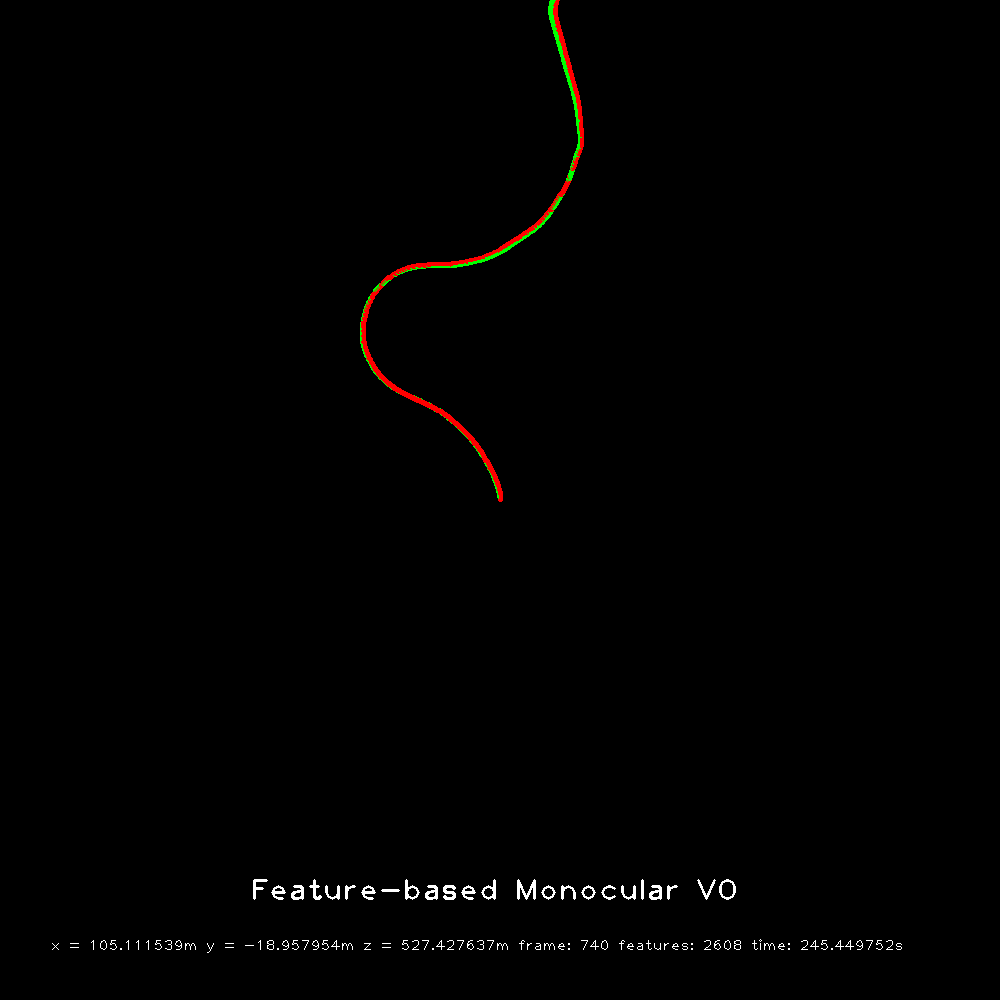 Feature-based Monocular VO
x = 105.111539m y = -18.957954m z = 527.427637m frame: 740 features: 2608 time: 245.449752s